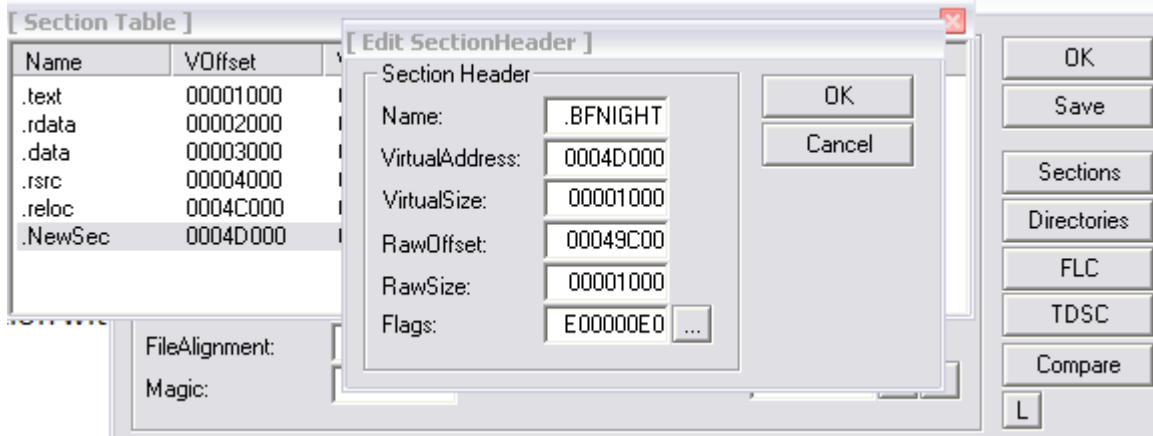 [ Section Table ]
Name VOffset
.text 00001000
.rdata 00002000
.data 00003000
.rsrc 00004000
.reloc 0004C000
.NewSec 0004D000
[ Edit SectionHeader ]
Section Header
Name: .BFNIGHT
VirtualAddress: 0004D000
VirtualSize: 00001000
RawOffset: 00049C00
RawSize: 00001000
Flags: E00000E0 ...
OK
Cancel
FileAlignment:
Magic:
OK
Save
Sections
Directories
FLC
TDSC
Compare
L